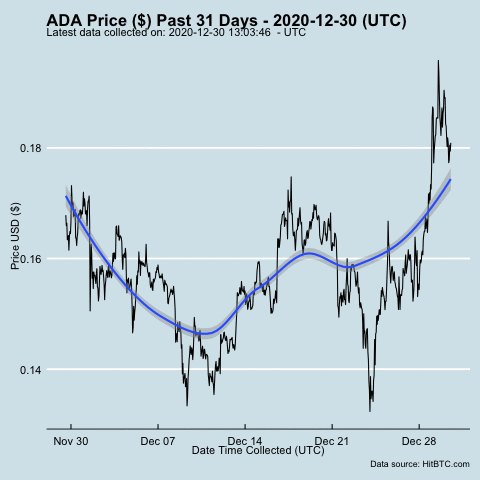 ADA Price ($) Past 31 Days - 2020-12-30 (UTC)
Latest data collected on: 2020-12-30 13:03:46 - UTC
Price USD ($)
0.18
0.16
0.14
Nov 30 Dec 07 Dec 14 Dec 21 Dec 28
Date Time Collected (UTC)
Data source: HitBTC.com